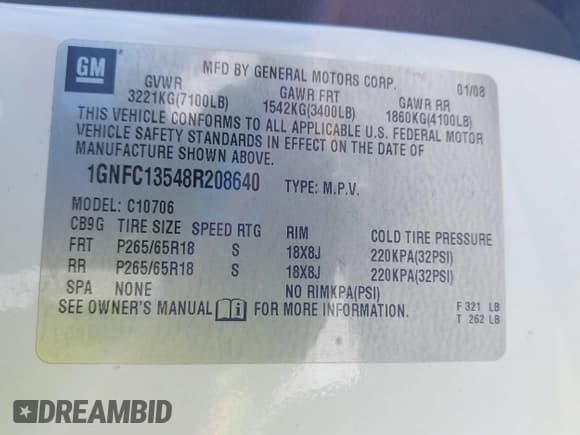 GM
MFD BY GENERAL MOTORS CORP. 01/08
GVWR GAWR FRT GAWR RR
3221KG(7100LB) 1542KG(3400LB) 1860KG(4100LB)
THIS VEHICLE CONFORMS TO ALL APPLICABLE U.S. FEDERAL MOTOR
VEHICLE SAFETY STANDARDS IN EFFECT ON THE DATE OF
MANUFACTURE SHOWN ABOVE.
1GNFC13548R208640 TYPE: M.P.V.
MODEL: C10706
CB9G TIRE SIZE SPEED RTG RIM COLD TIRE PRESSURE
FRT P265/65R18 S 18X8J 220KPA(32PSI)
RR P265/65R18 S 18X8J 220KPA(32PSI)
SPA NONE NO RIMKPA(PSI)
SEE OWNER'S MANUAL i FOR MORE INFORMATION.
F 321 LB
T 262 LB
DREAMBID